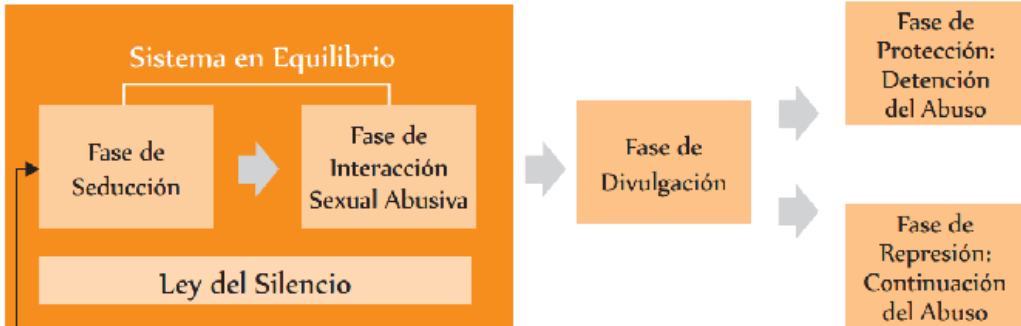 Sistema en Equilibrio
Fase de
Seducción
Fase de
Interacción
Sexual Abusiva
Ley del Silencio
Fase de
Divulgación
Fase de
Protección:
Detención
del Abuso
Fase de
Represión:
Continuación
del Abuso